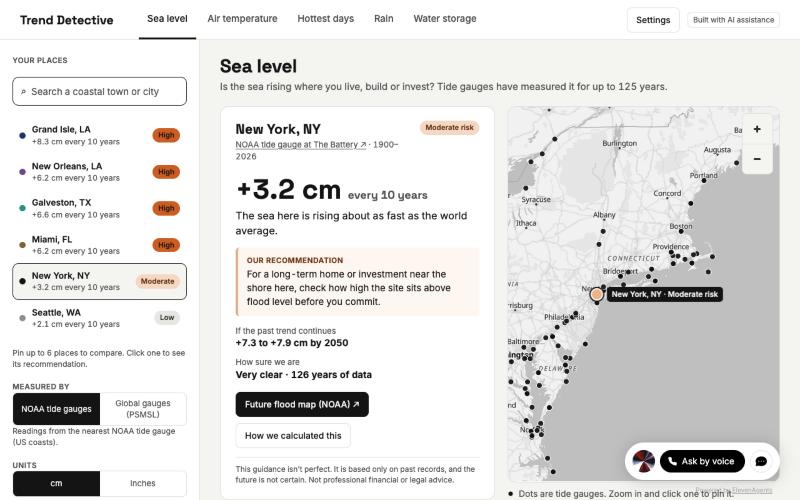 Trend Detective
Sea level
Air temperature
Hottest days
Rain
Water storage
Settings
Built with AI assistance
YOUR PLACES
Search a coastal town or city
Grand Isle, LA
+8.3 cm every 10 years
High
New Orleans, LA
+6.2 cm every 10 years
High
Galveston, TX
+6.6 cm every 10 years
High
Miami, FL
+6.2 cm every 10 years
High
New York, NY
+3.2 cm every 10 years
Moderate
Seattle, WA
+2.1 cm every 10 years
Low
Pin up to 6 places to compare. Click one to see
its recommendation.
MEASURED BY
NOAA tide gauges
Global gauges
(PSMSL)
Readings from the nearest NOAA tide gauge
(US coasts).
UNITS
cm
inches
Sea level
Is the sea rising where you live, build or invest? Tide gauges have measured it for up to 125 years.
New York, NY
Moderate risk
NOAA tide gauge at The Battery ↗ · 1900–
2026
+3.2 cm every 10 years
The sea here is rising about as fast as the world
average.
OUR RECOMMENDATION
For a long-term home or investment near the
shore here, check how high the site sits above
flood level before you commit.
If the past trend continues
+7.3 to +7.9 cm by 2050
How sure we are
Very clear · 126 years of data
Future flood map (NOAA) ↗
How we calculated this
This guidance isn't perfect. It is based only on past records, and the
future is not certain. Not professional financial or legal advice.
Burlington
Ba
Augusta
Portland
Concord
Syracuse
Albany
Ithaca
Boston
Providence
CONNECTICUT
Bridgeport
New York, NY · Moderate risk
rrisburg
Baltimore
ington
DELAWARE
nd
+
−
Ask by voice
Powered by ElevenAgents
Dots are tide gauges. Zoom in and click one to pin it.